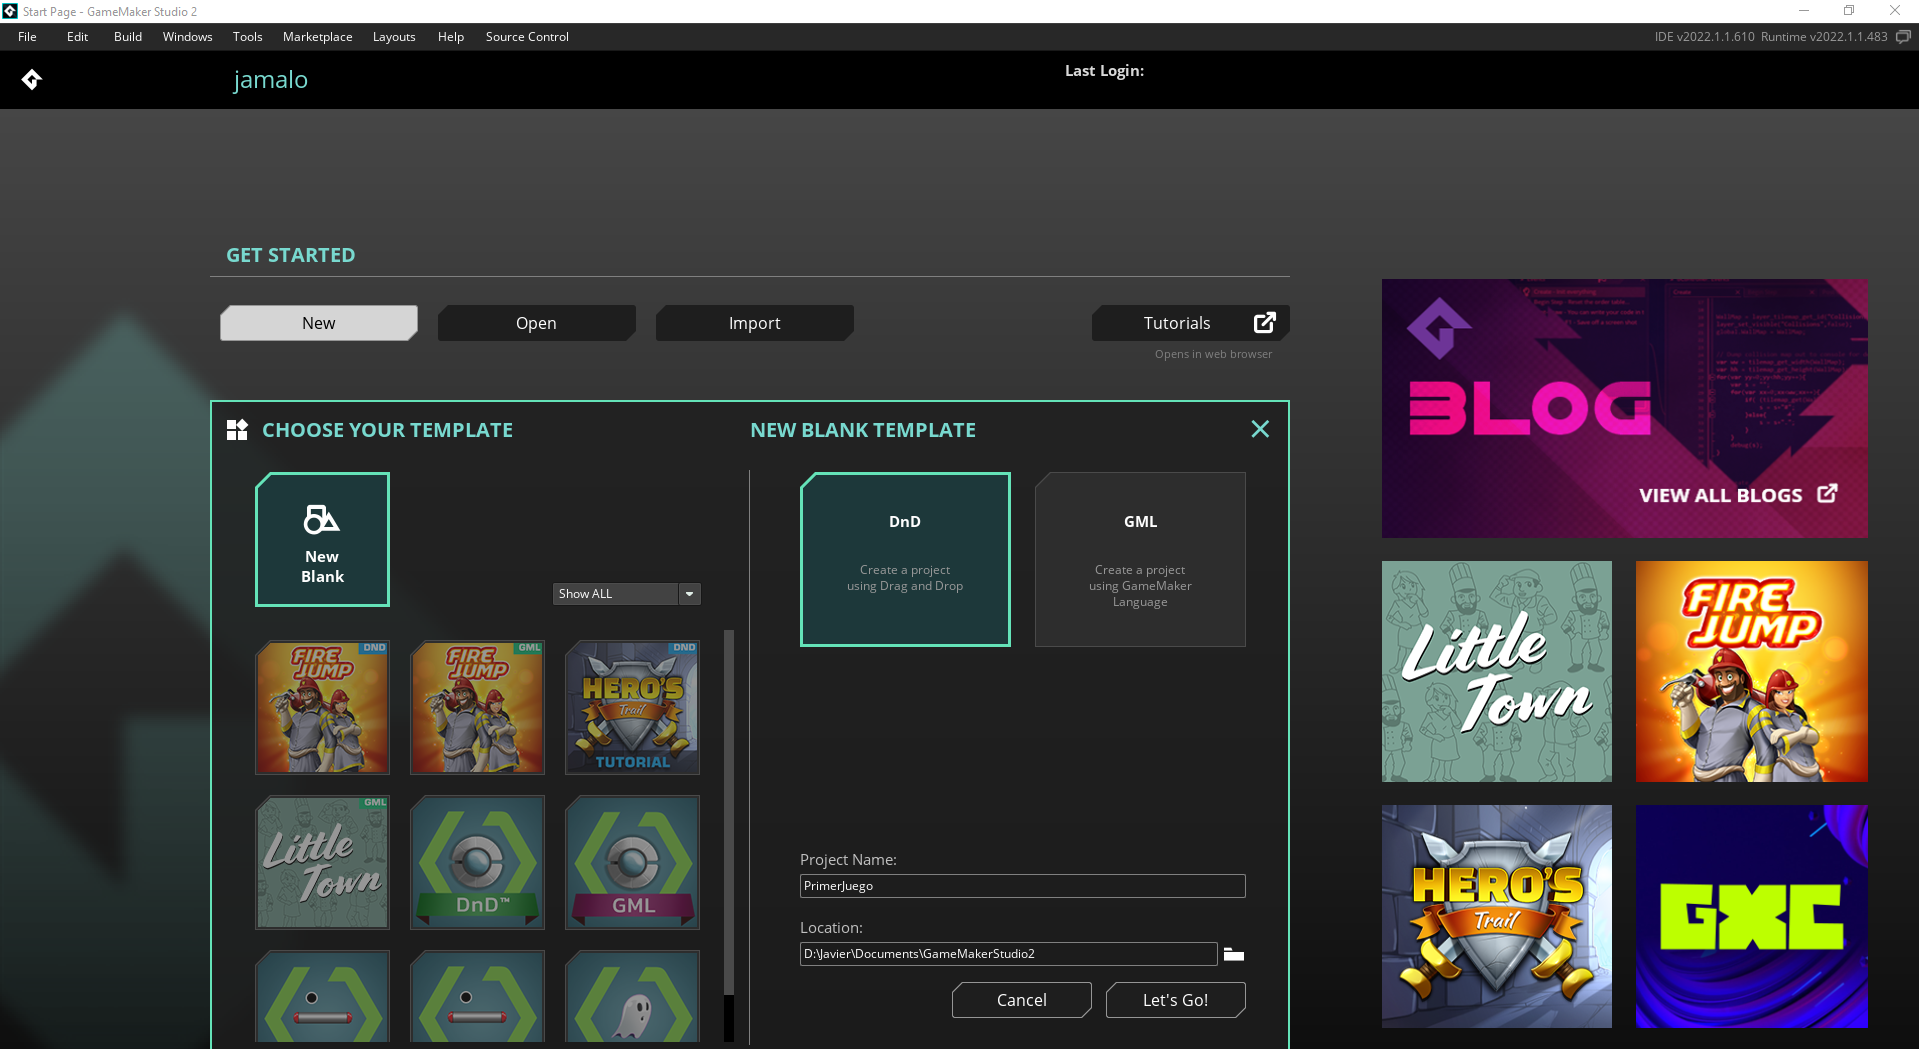 Start Page - GameMaker Studio 2
File Edit Build Windows Tools Marketplace Layouts Help Source Control
IDE v2022.1.1.610 Runtime v2022.1.1.483
jamalo
Last Login:
GET STARTED
New
Open
Import
Tutorials
Opens in web browser
CHOOSE YOUR TEMPLATE
New
Blank
Show ALL
DND
FIRE
JUMP
GML
FIRE
JUMP
DND
HERO'S
Trail
TUTORIAL
GML
Little
Town
DnD™
GML
NEW BLANK TEMPLATE
DnD
Create a project
using Drag and Drop
GML
Create a project
using GameMaker
Language
Project Name:
PrimerJuego
Location:
D:\Javier\Documents\GameMakerStudio2
Cancel
Let's Go!
BLOG
VIEW ALL BLOGS
Little
Town
FIRE
JUMP
HERO'S
Trail
GXC